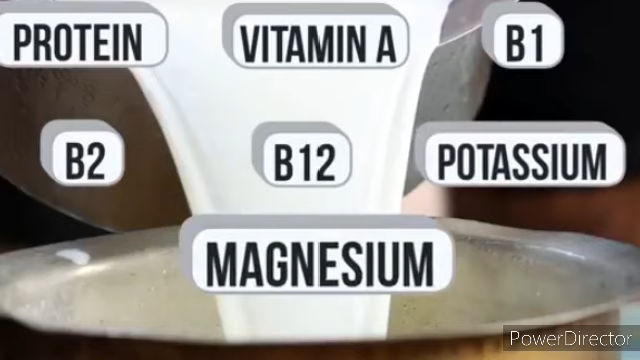 PROTEIN
VITAMIN A
B1
B2
B12
POTASSIUM
MAGNESIUM
PowerDirector